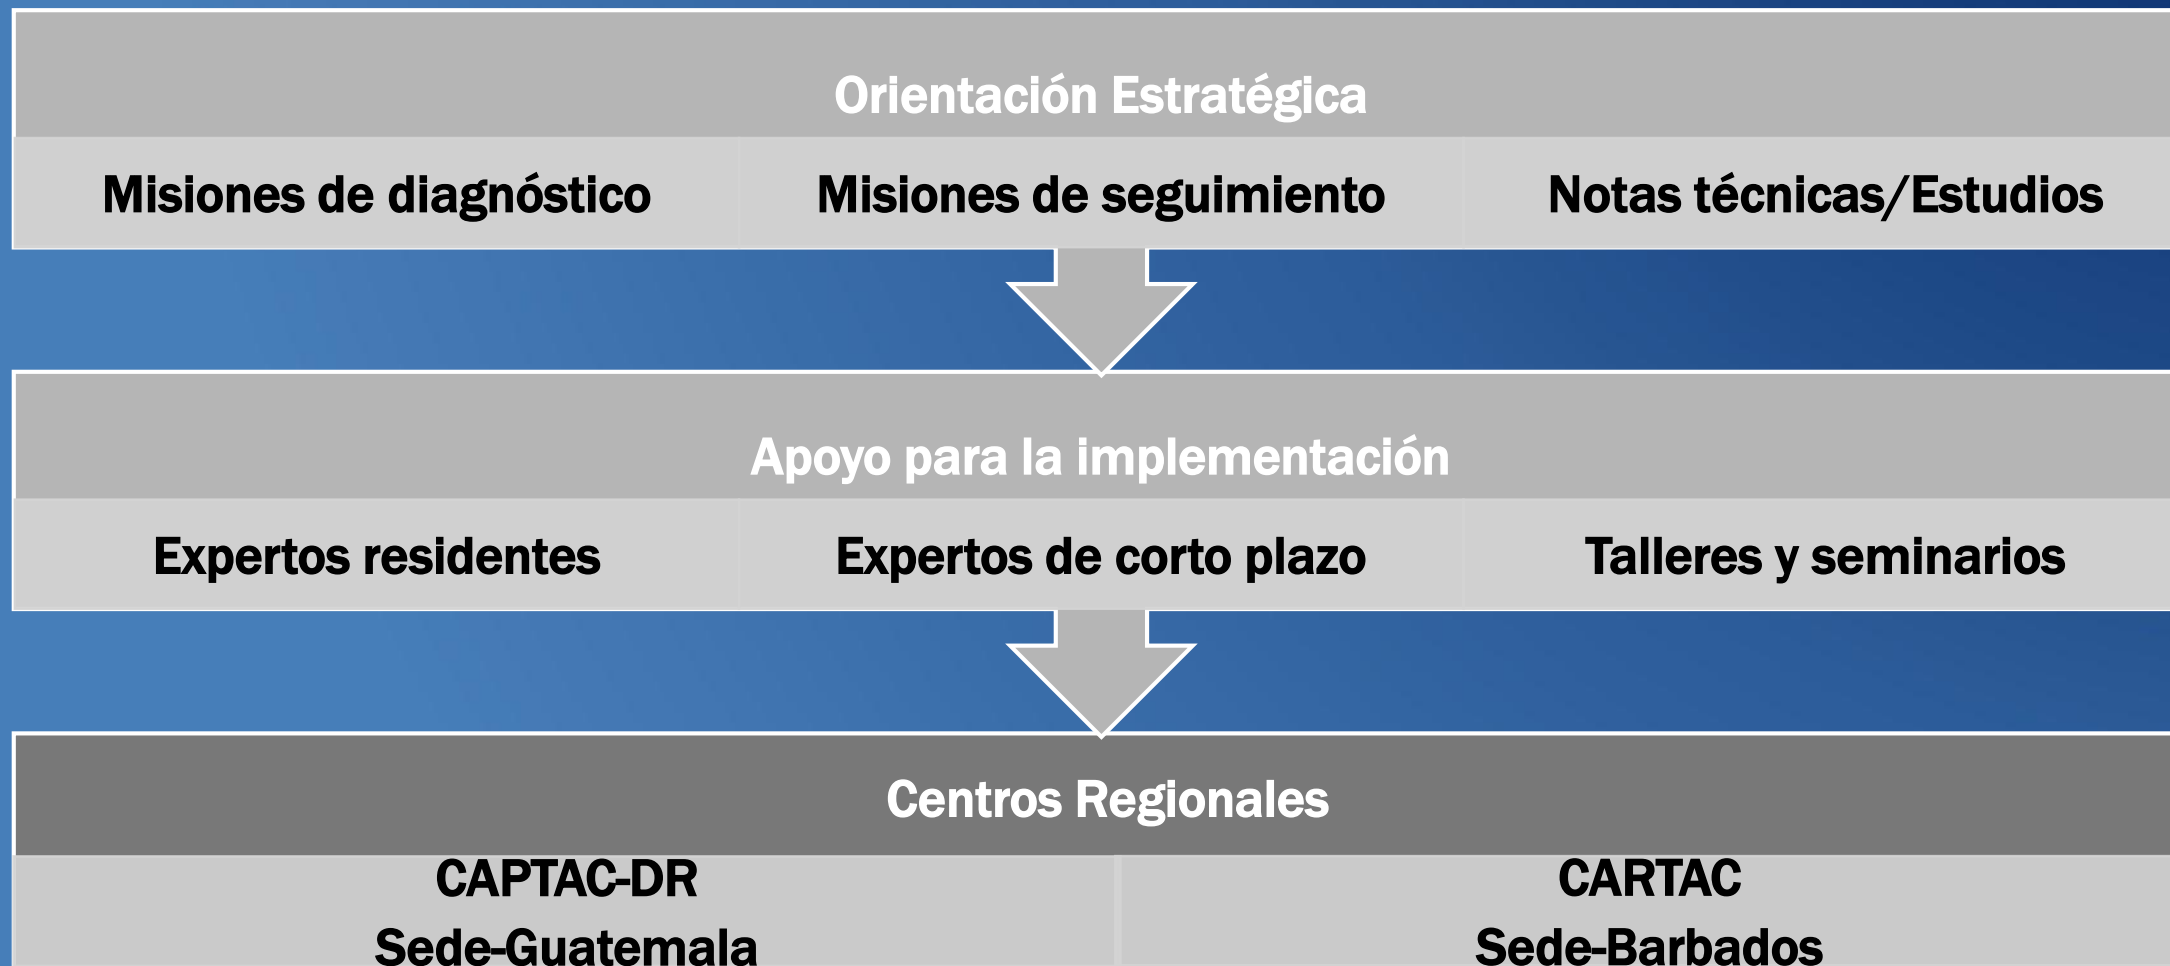 Orientación Estratégica
Misiones de diagnóstico
Misiones de seguimiento
Notas técnicas/Estudios
Apoyo para la implementación
Expertos residentes
Expertos de corto plazo
Talleres y seminarios
Centros Regionales
CAPTAC-DR
Sede-Guatemala
CARTAC
Sede-Barbados